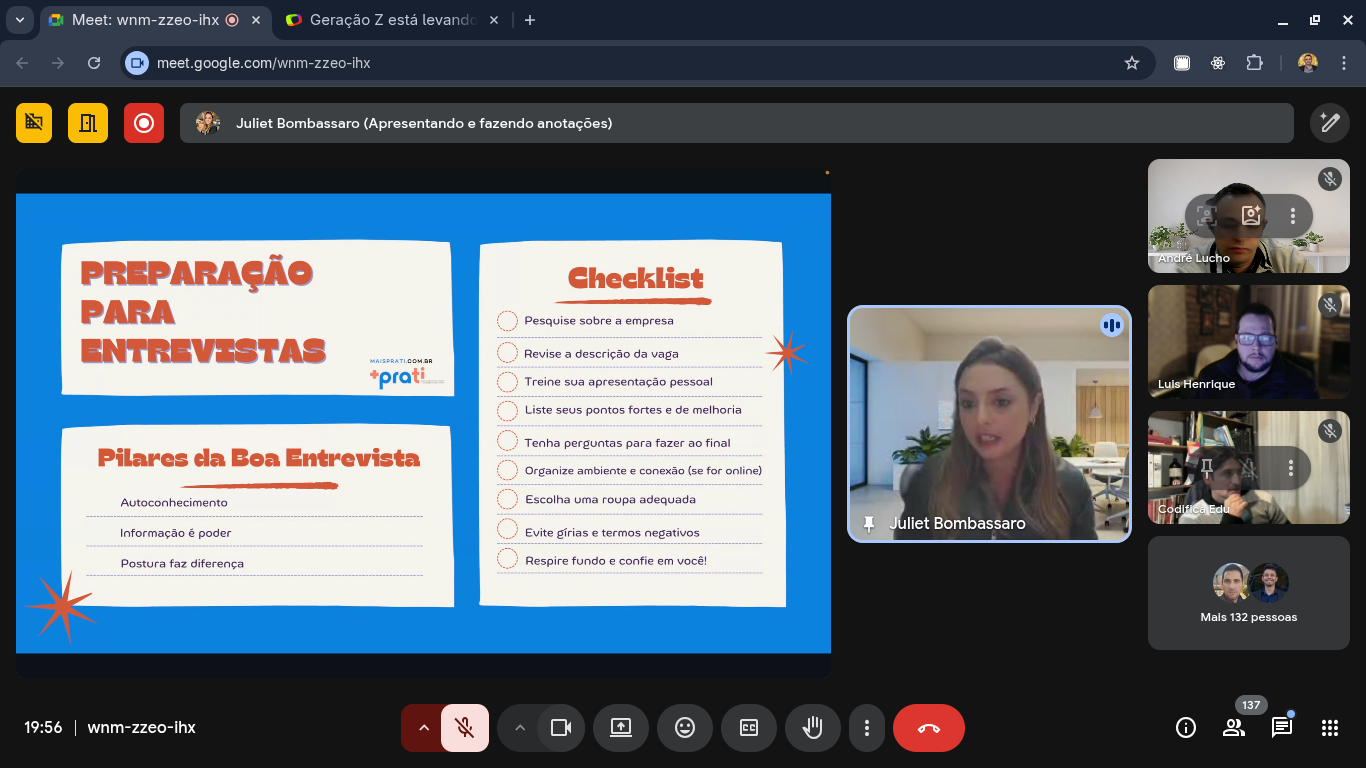 Meet: wnm-zzeo-ihx
Geração Z está levando
meet.google.com/wnm-zzeo-ihx
Juliet Bombassaro (Apresentando e fazendo anotações)
PREPARAÇÃO
PARA
ENTREVISTAS
MAISPRATI.COM.BR
+prati
Pilares da Boa Entrevista
Autoconhecimento
Informação é poder
Postura faz diferença
Checklist
Pesquise sobre a empresa
Revise a descrição da vaga
Treine sua apresentação pessoal
Liste seus pontos fortes e de melhoria
Tenha perguntas para fazer ao final
Organize ambiente e conexão (se for online)
Escolha uma roupa adequada
Evite gírias e termos negativos
Respire fundo e confie em você!
Juliet Bombassaro
André Lucho
Luis Henrique
Codifica Edu
Mais 132 pessoas
19:56
wnm-zzeo-ihx
137